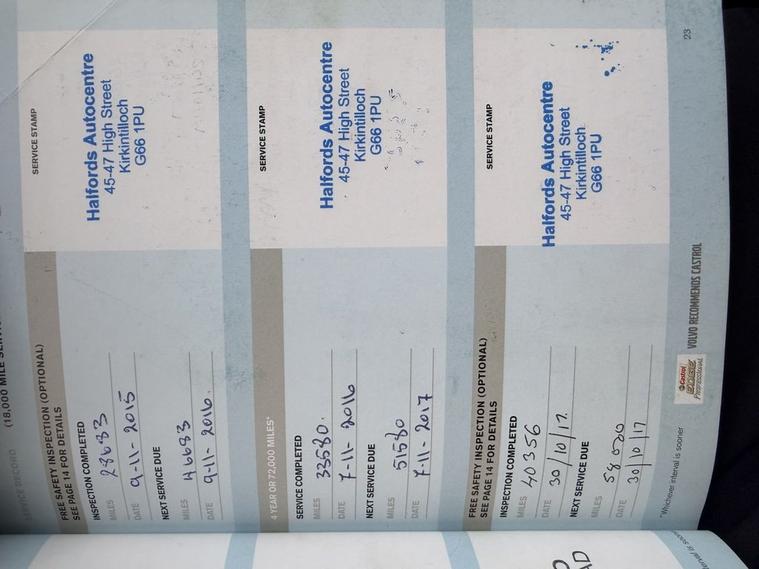 (18,000 MILE
SERVICE RECORD
FREE SAFETY INSPECTION (OPTIONAL)
SEE PAGE 14 FOR DETAILS
SERVICE STAMP
INSPECTION COMPLETED
MILES 28633
DATE 9-11-2015
NEXT SERVICE DUE
MILES 46633
DATE 9-11-2016.
Halfords Autocentre
45-47 High Street
Kirkintilloch
G66 1PU
4 YEAR OR 72,000 MILES*
SERVICE STAMP
SERVICE COMPLETED
MILES 33580.
DATE 7-11-2016
NEXT SERVICE DUE
MILES 51580
DATE 7-11-2017
Halfords Autocentre
45-47 High Street
Kirkintilloch
G66 1PU
FREE SAFETY INSPECTION (OPTIONAL)
SEE PAGE 14 FOR DETAILS
SERVICE STAMP
INSPECTION COMPLETED
MILES 40356
DATE 30/10/17
NEXT SERVICE DUE
MILES
DATE 30/10/17
Halfords Autocentre
45-47 High Street
Kirkintilloch
G66 1PU
*Whichever interval is sooner
Castrol
EDGE
Professional
VOLVO RECOMMENDS CASTROL
23